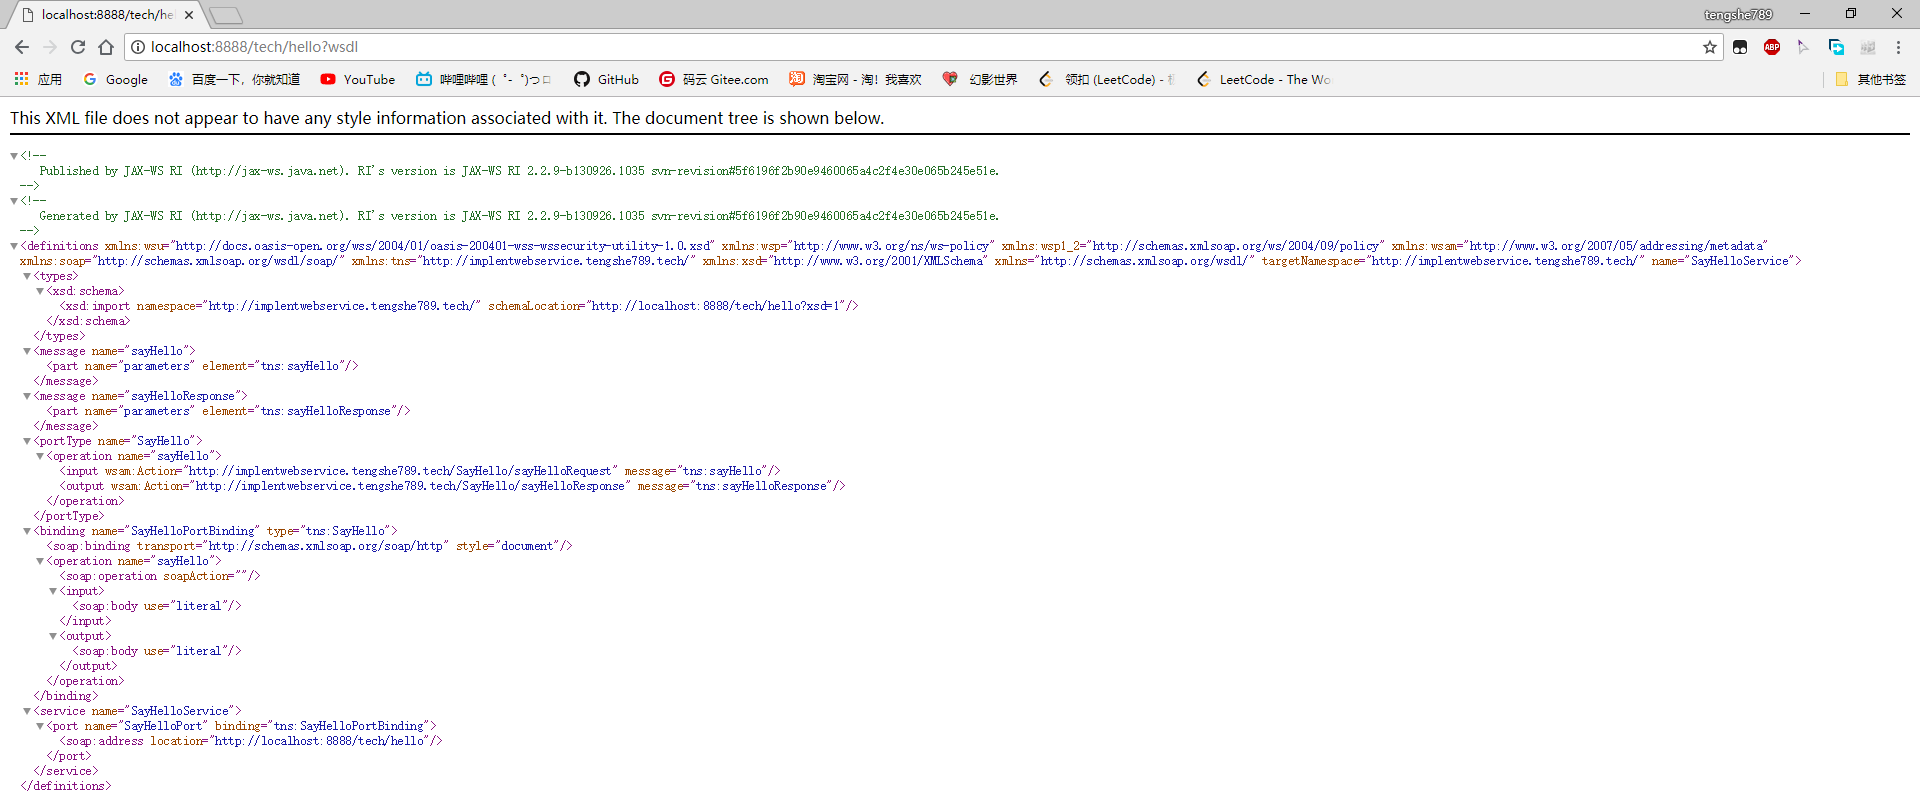 localhost:8888/tech/he
tengshe789
localhost:8888/tech/hello?wsdl
ABP
应用 Google 百度一下，你就知道 YouTube 哔哩哔哩 ( ゜- ゜)つロ GitHub 码云 Gitee.com 淘宝网 - 淘！我喜欢 幻影世界 领扣 (LeetCode) - LeetCode - The Wo 其他书签
This XML file does not appear to have any style information associated with it. The document tree is shown below.
<!--
Published by JAX-WS RI (http://jax-ws.java.net). RI's version is JAX-WS RI 2.2.9-b130926.1035 svn-revision#5f6196f2b90e9460065a4c2f4e30e065b245e51e.
-->
<!--
Generated by JAX-WS RI (http://jax-ws.java.net). RI's version is JAX-WS RI 2.2.9-b130926.1035 svn-revision#5f6196f2b90e9460065a4c2f4e30e065b245e51e.
-->
<definitions xmlns:wsu="http://docs.oasis-open.org/wss/2004/01/oasis-200401-wss-wssecurity-utility-1.0.xsd" xmlns:wsp="http://www.w3.org/ns/ws-policy" xmlns:wsp1_2="http://schemas.xmlsoap.org/ws/2004/09/policy" xmlns:wsam="http://www.w3.org/2007/05/addressing/metadata"
xmlns:soap="http://schemas.xmlsoap.org/wsdl/soap/" xmlns:tns="http://implentwebservice.tengshe789.tech/" xmlns:xsd="http://www.w3.org/2001/XMLSchema" xmlns="http://schemas.xmlsoap.org/wsdl/" targetNamespace="http://implentwebservice.tengshe789.tech/" name="SayHelloService">
<types>
<xsd:schema>
<xsd:import namespace="http://implentwebservice.tengshe789.tech/" schemaLocation="http://localhost:8888/tech/hello?xsd=1"/>
</xsd:schema>
</types>
<message name="sayHello">
<part name="parameters" element="tns:sayHello"/>
</message>
<message name="sayHelloResponse">
<part name="parameters" element="tns:sayHelloResponse"/>
</message>
<portType name="SayHello">
<operation name="sayHello">
<input wsam:Action="http://implentwebservice.tengshe789.tech/SayHello/sayHelloRequest" message="tns:sayHello"/>
<output wsam:Action="http://implentwebservice.tengshe789.tech/SayHello/sayHelloResponse" message="tns:sayHelloResponse"/>
</operation>
</portType>
<binding name="SayHelloPortBinding" type="tns:SayHello">
<soap:binding transport="http://schemas.xmlsoap.org/soap/http" style="document"/>
<operation name="sayHello">
<soap:operation soapAction=""/>
<input>
<soap:body use="literal"/>
</input>
<output>
<soap:body use="literal"/>
</output>
</operation>
</binding>
<service name="SayHelloService">
<port name="SayHelloPort" binding="tns:SayHelloPortBinding">
<soap:address location="http://localhost:8888/tech/hello"/>
</port>
</service>
</definitions>